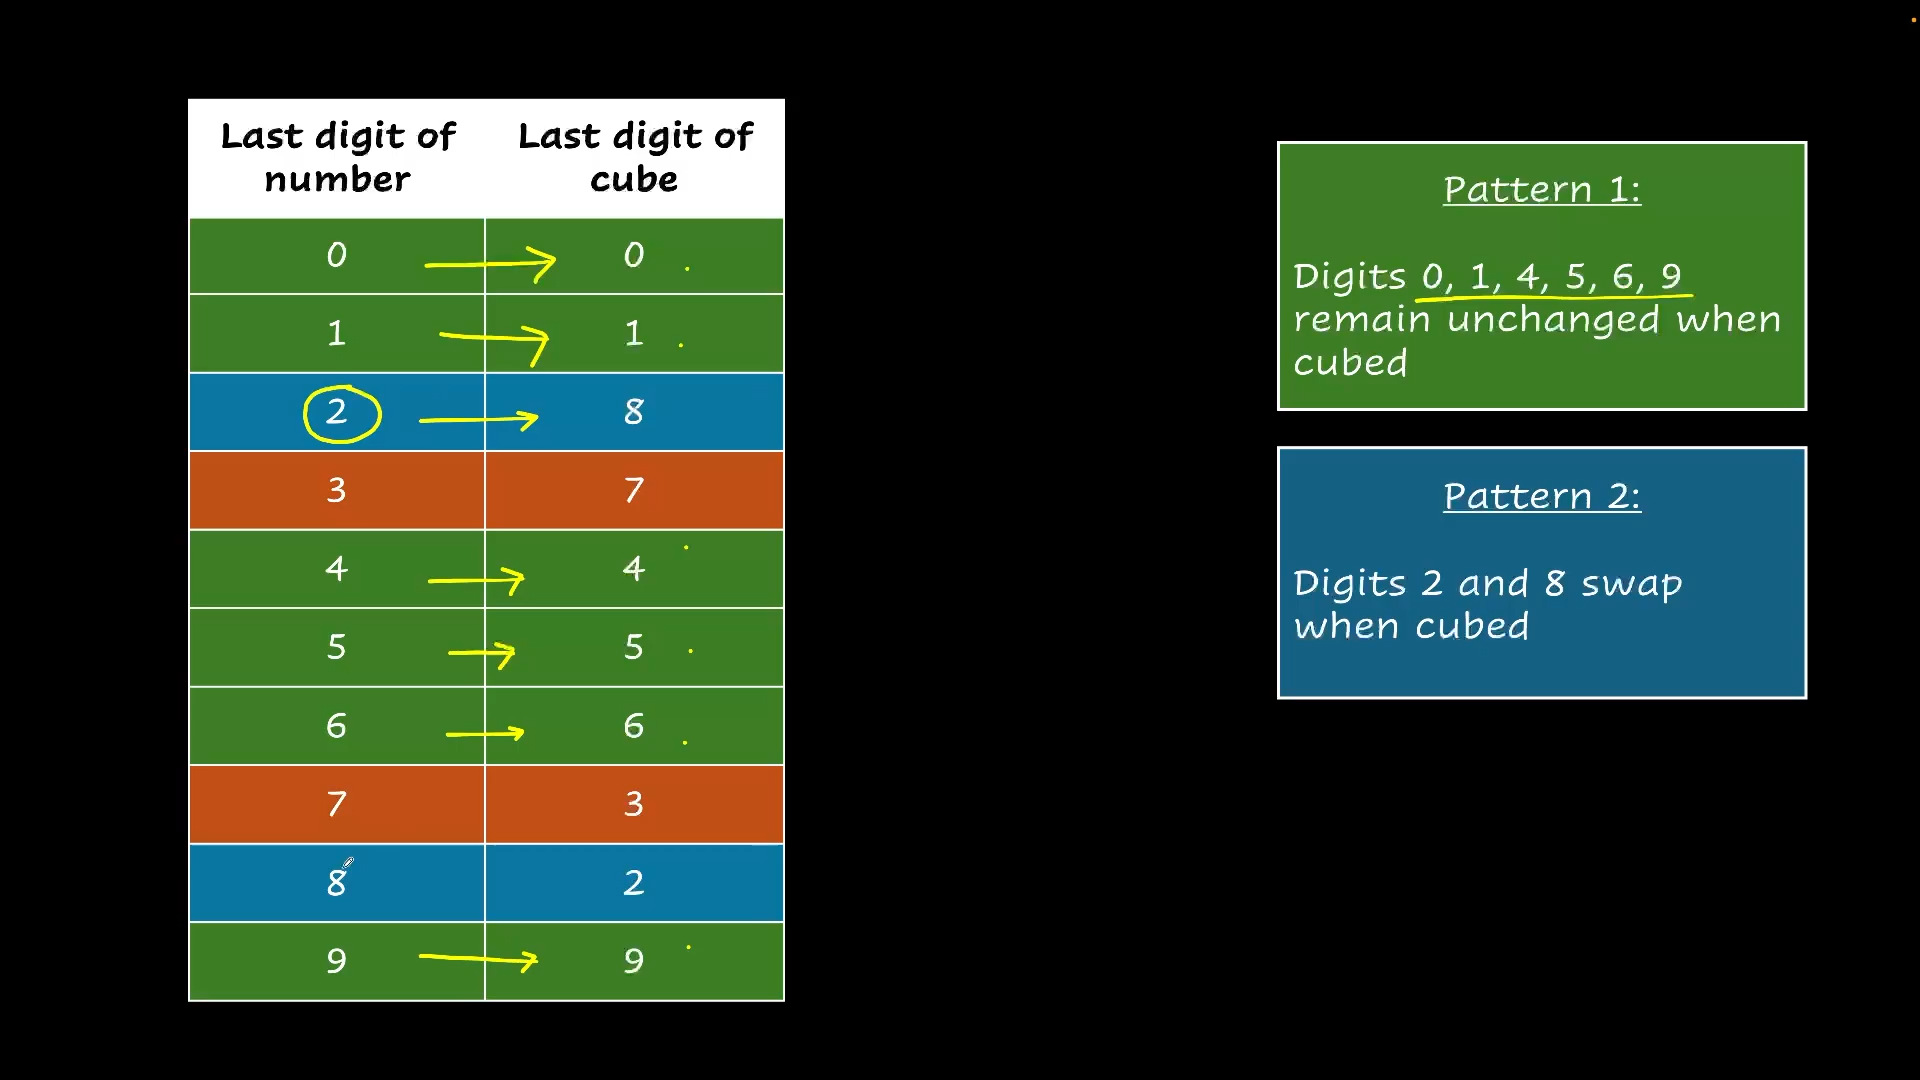 Last digit of number Last digit of cube
0 0
1 1
2 8
3 7
4 4
5 5
6 6
7 3
8 2
9 9
Pattern 1:
Digits 0, 1, 4, 5, 6, 9
remain unchanged when
cubed
Pattern 2:
Digits 2 and 8 swap
when cubed